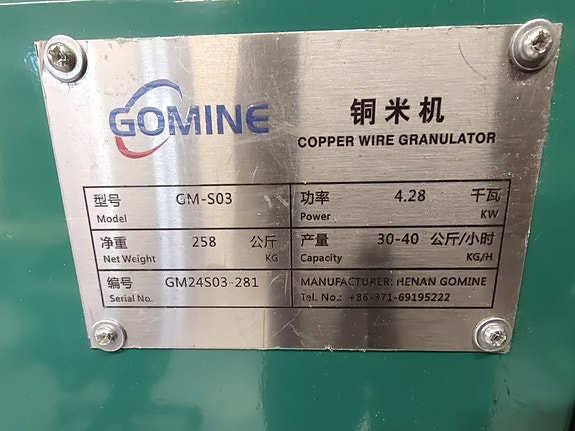 GOMINE
铜米机
COPPER WIRE GRANULATOR
型号 GM-S03
Model
功率 4.28 千瓦
Power KW
净重 258 公斤
Net Weight KG
产量 30-40 公斤/小时
Capacity KG/H
编号 GM24S03-281
Serial No.
MANUFACTURER: HENAN GOMINE
Tel. No.: +86-371-69195222